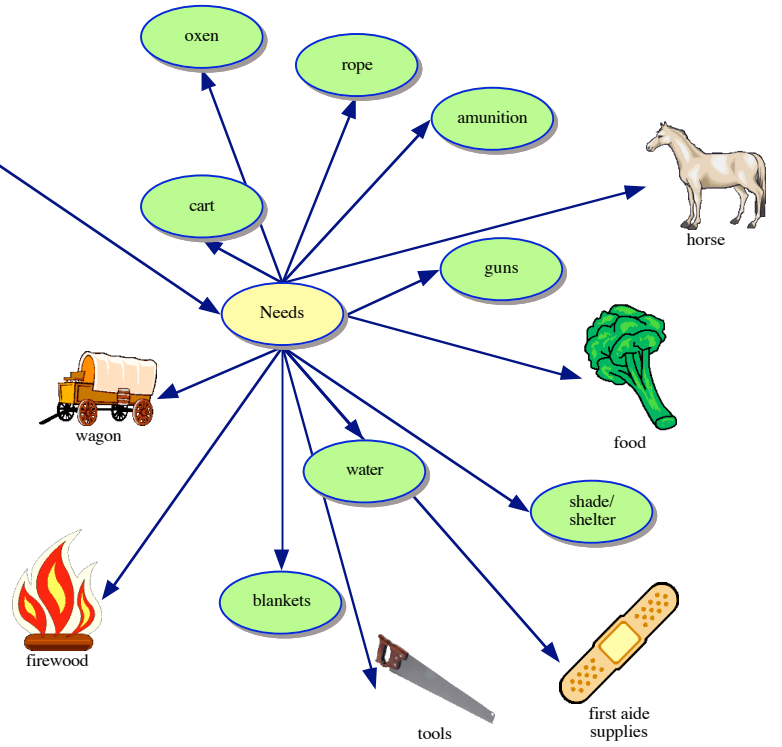 oxen
rope
amunition
cart
horse
guns
Needs
wagon
food
water
shade/
shelter
blankets
firewood
first aide
supplies
tools